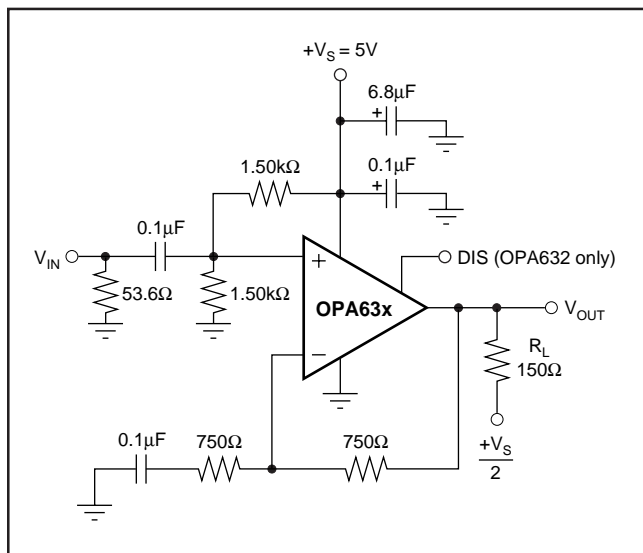 +V_S = 5V
6.8µF
1.50kΩ
0.1µF
0.1µF
V_IN
+
DIS (OPA632 only)
53.6Ω
1.50kΩ
OPA63x
V_OUT
−
R_L
150Ω
0.1µF
750Ω
750Ω
+V_S
2
+
+